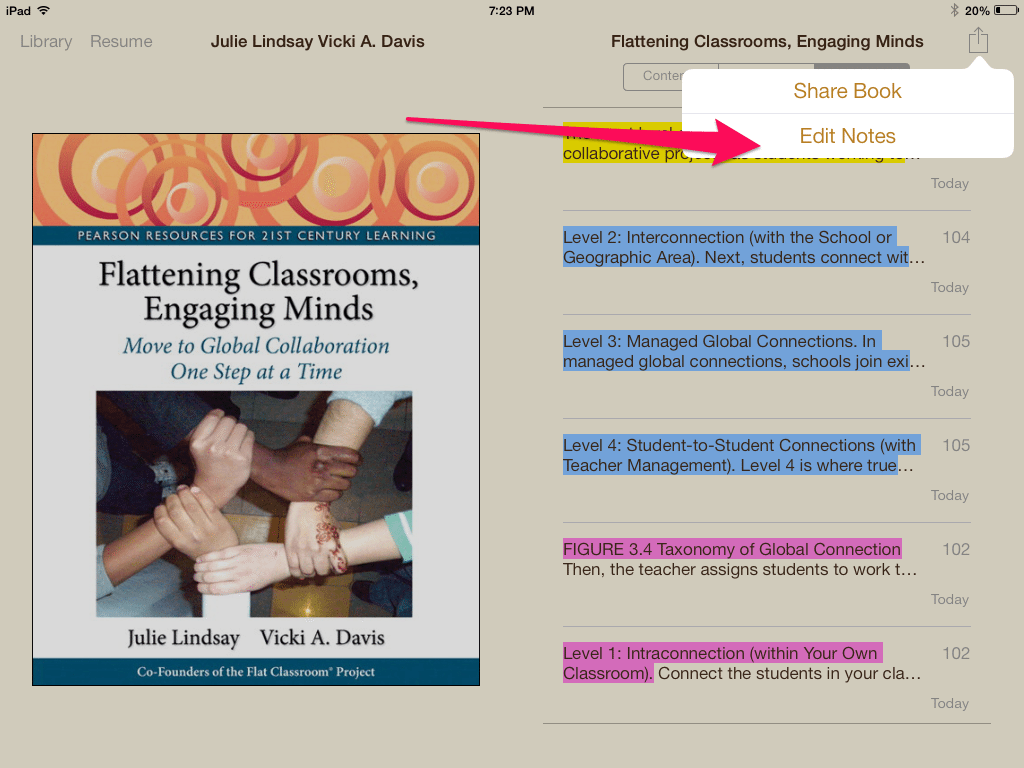 iPad
7:23 PM
20%
Library Resume
Julie Lindsay Vicki A. Davis
Flattening Classrooms, Engaging Minds
Share Book
Edit Notes
PEARSON RESOURCES FOR 21ST CENTURY LEARNING
Flattening Classrooms,
Engaging Minds
Move to Global Collaboration
One Step at a Time
Julie Lindsay Vicki A. Davis
Co-Founders of the Flat Classroom® Project
collaborative
Today
Level 2: Interconnection (with the School or
104
Geographic Area). Next, students connect wit…
Today
Level 3: Managed Global Connections. In
105
managed global connections, schools join exi…
Today
Level 4: Student-to-Student Connections (with
105
Teacher Management). Level 4 is where true…
Today
FIGURE 3.4 Taxonomy of Global Connection
102
Then, the teacher assigns students to work t…
Today
Level 1: Intraconnection (within Your Own
102
Classroom). Connect the students in your cla…
Today